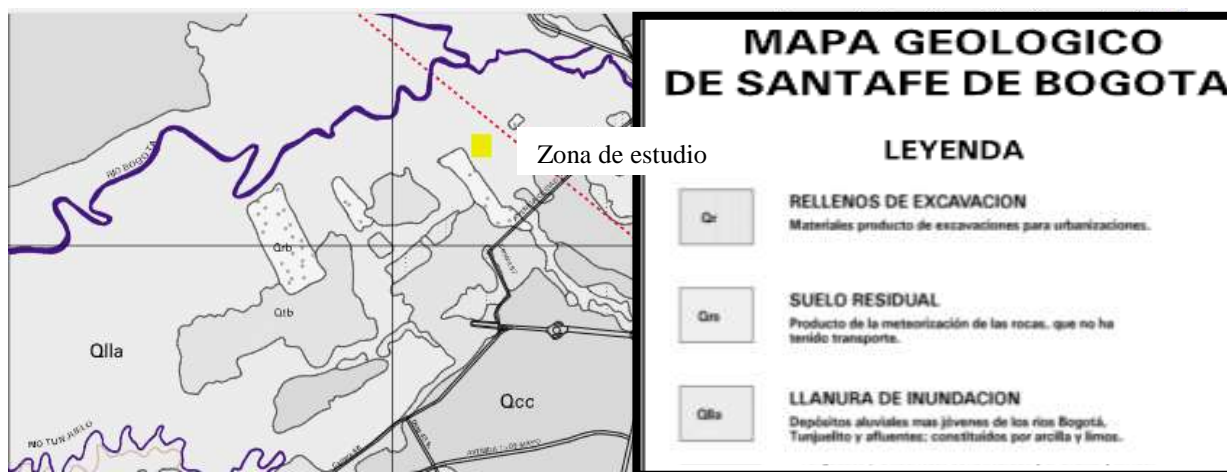 MAPA GEOLOGICO
DE SANTAFE DE BOGOTA
LEYENDA
Qr
RELLENOS DE EXCAVACION
Materiales producto de excavaciones para urbanizaciones.
Qrs
SUELO RESIDUAL
Producto de la meteorización de las rocas, que no ha
tenido transporte.
Qlla
LLANURA DE INUNDACION
Depósitos aluviales mas jóvenes de los ríos Bogotá,
Tunjuelito y afluentes; constituidos por arcilla y limos.
Zona de estudio
RIO BOGOTA
Qrb
Qlla
Qcc
RIO TUNJUELO